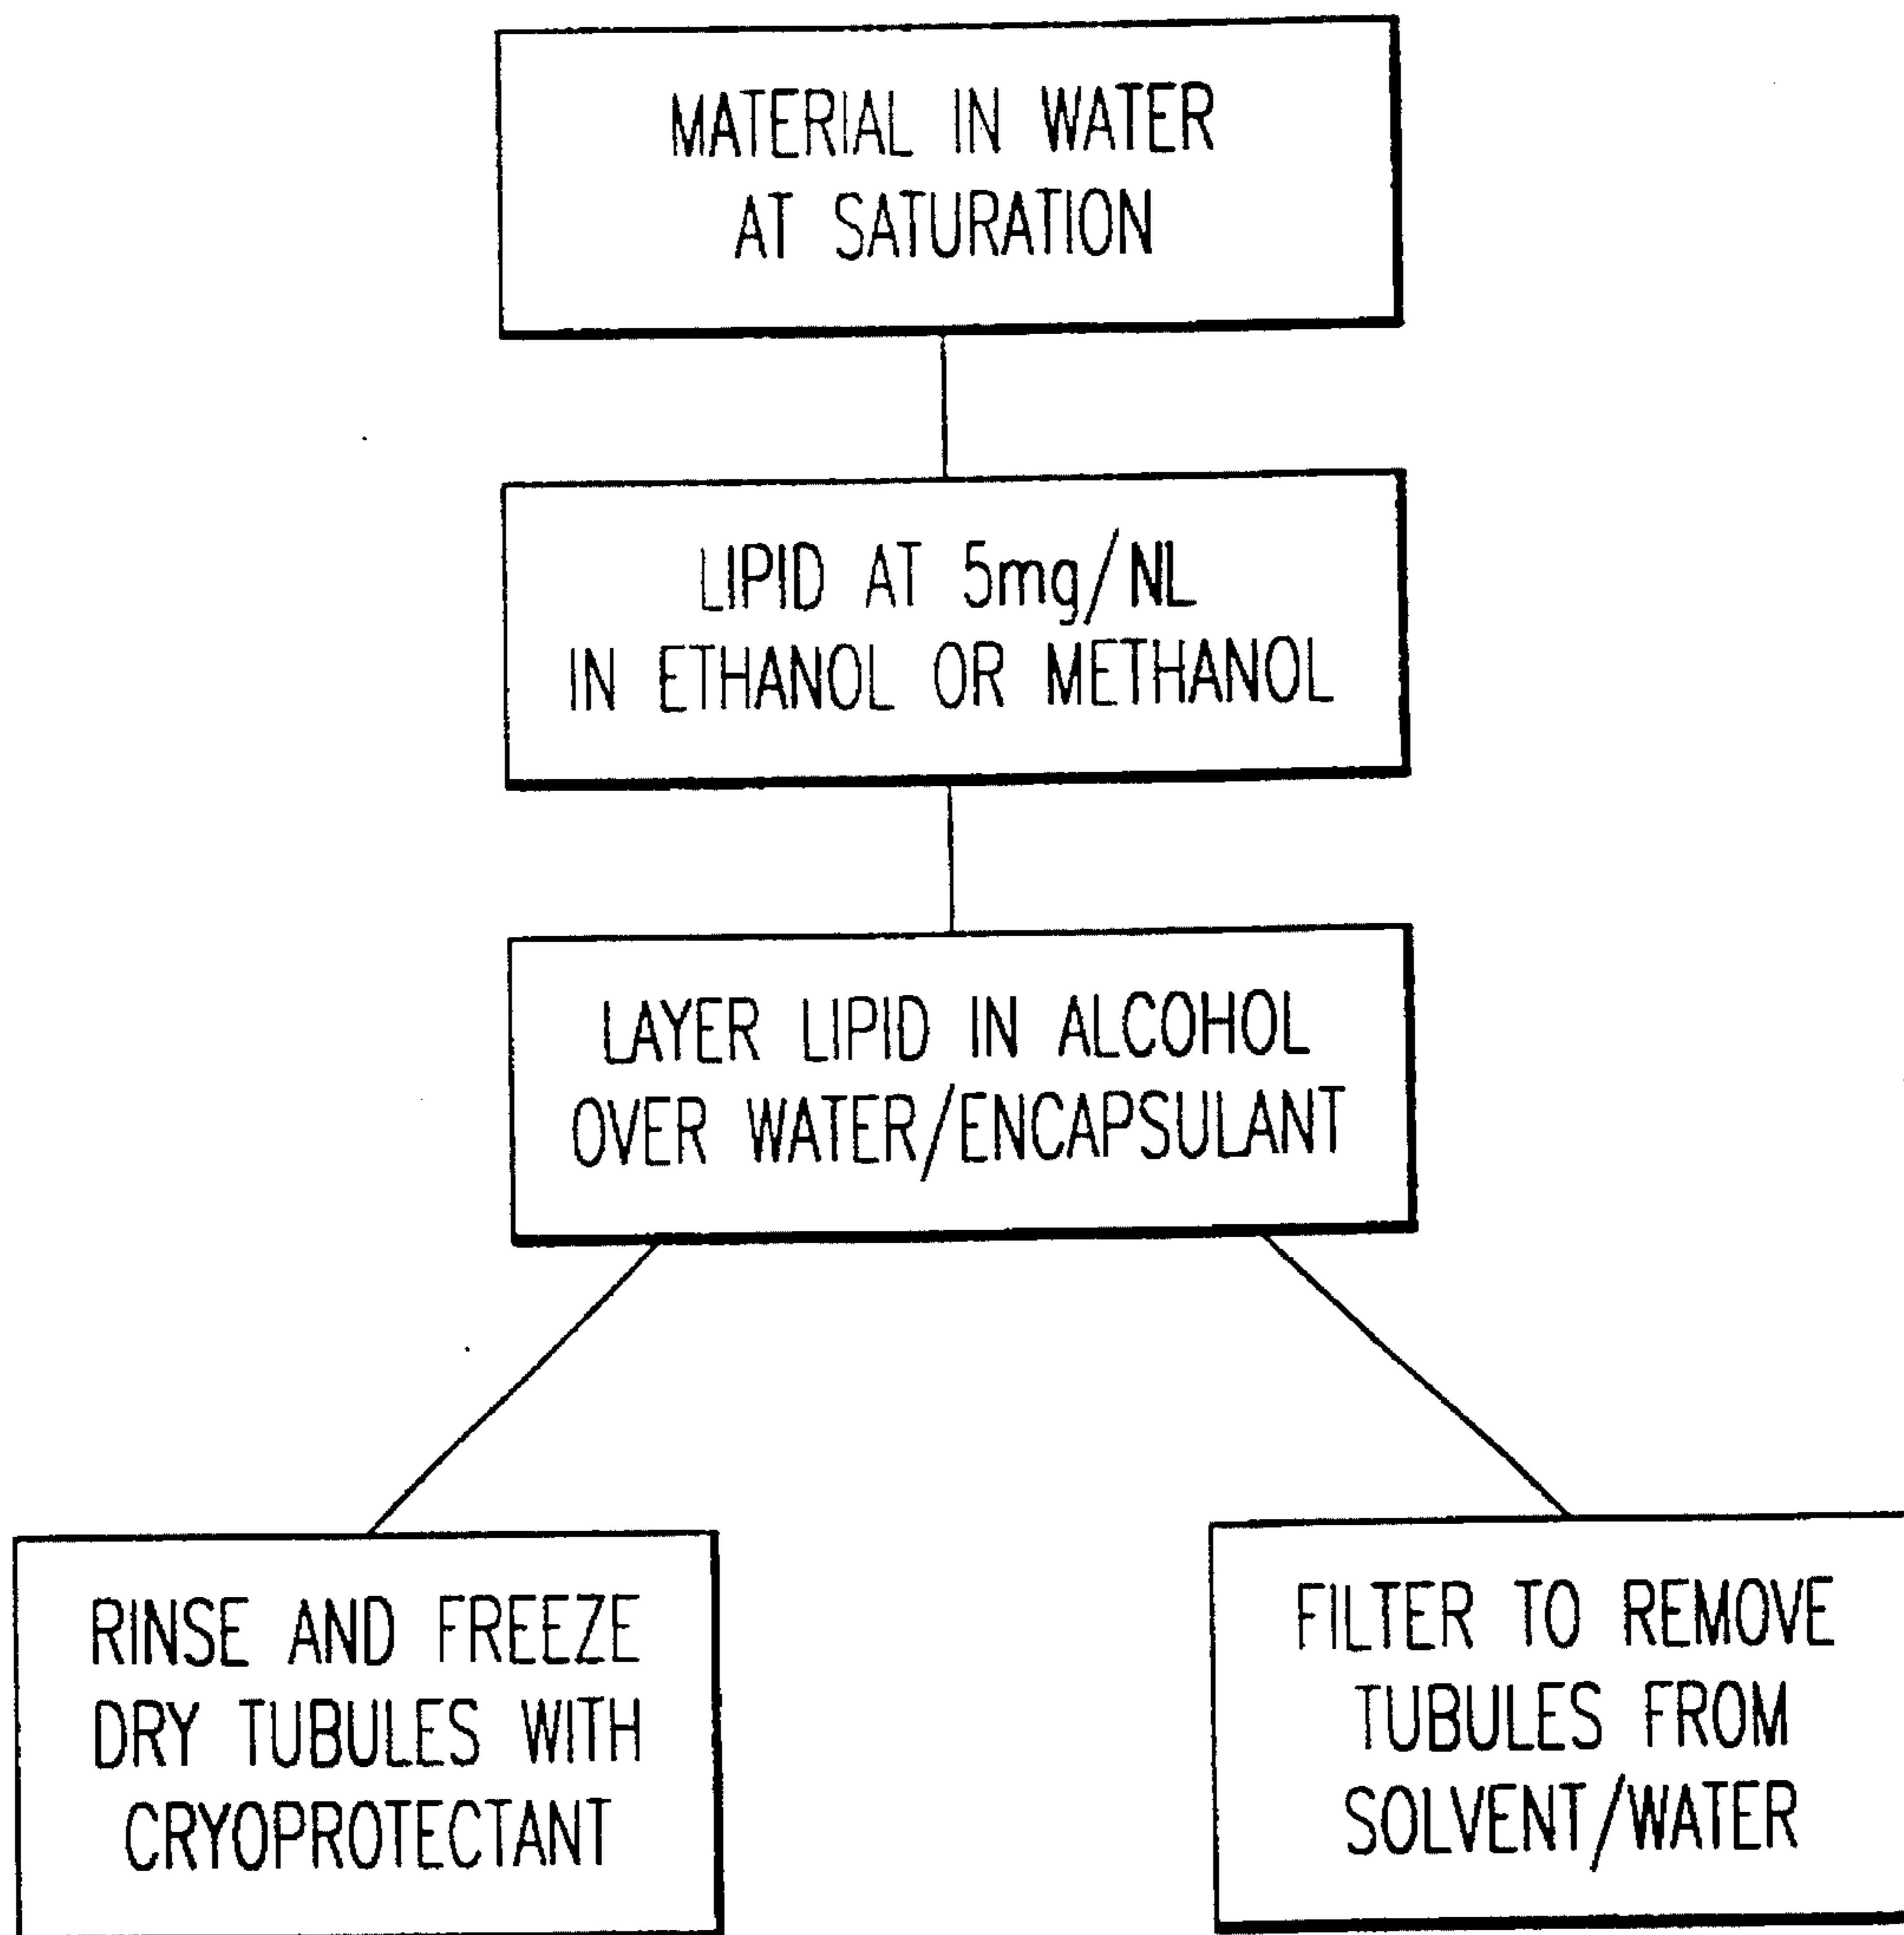 MATERIAL IN WATER
AT SATURATION
LIPID AT 5mg/NL
IN ETHANOL OR METHANOL
LAYER LIPID IN ALCOHOL
OVER WATER/ENCAPSULANT
RINSE AND FREEZE
DRY TUBULES WITH
CRYOPROTECTANT
FILTER TO REMOVE
TUBULES FROM
SOLVENT/WATER